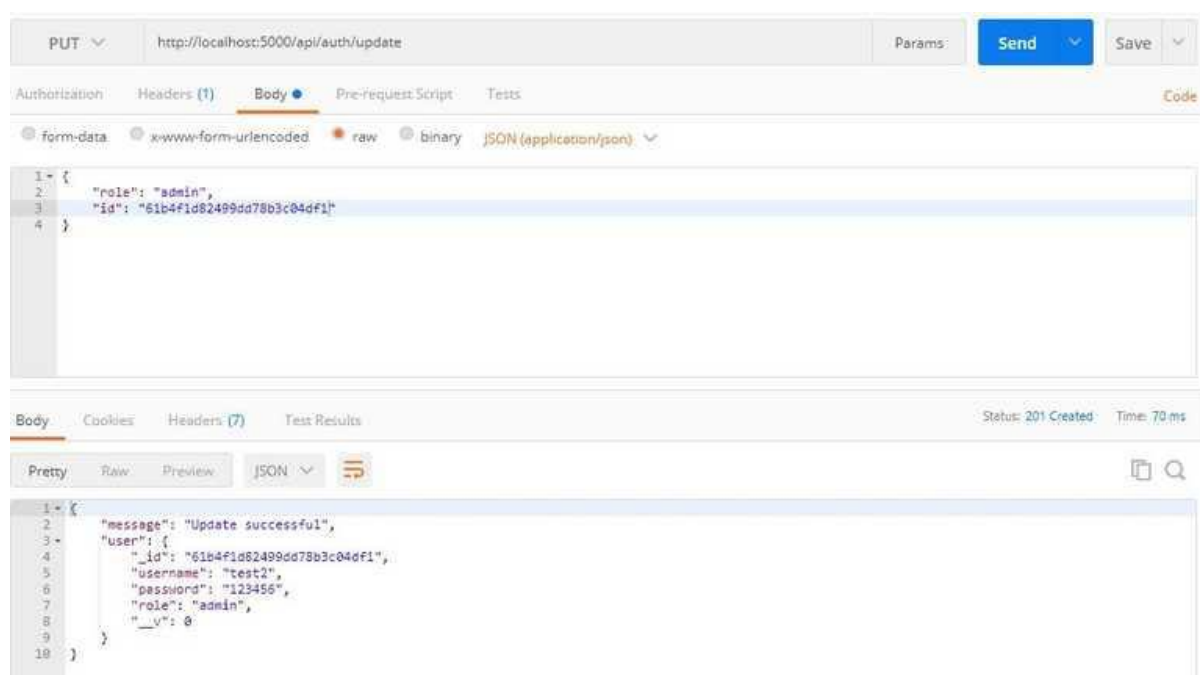 PUT http://localhost:5000/api/auth/update Params Send Save
Authorization Headers (1) Body Pre-request Script Tests Code
form-data x-www-form-urlencoded raw binary JSON (application/json)
1 {
2 "role": "admin",
3 "id": "61b4f1d82499dd78b3c04df1"
4 }
Body Cookies Headers (7) Test Results Status: 201 Created Time: 70 ms
Pretty Raw Preview JSON
1 {
2 "message": "Update successful",
3 "user": {
4 "_id": "61b4f1d82499dd78b3c04df1",
5 "username": "test2",
6 "password": "123456",
7 "role": "admin",
8 "__v": 0
9 }
10 }